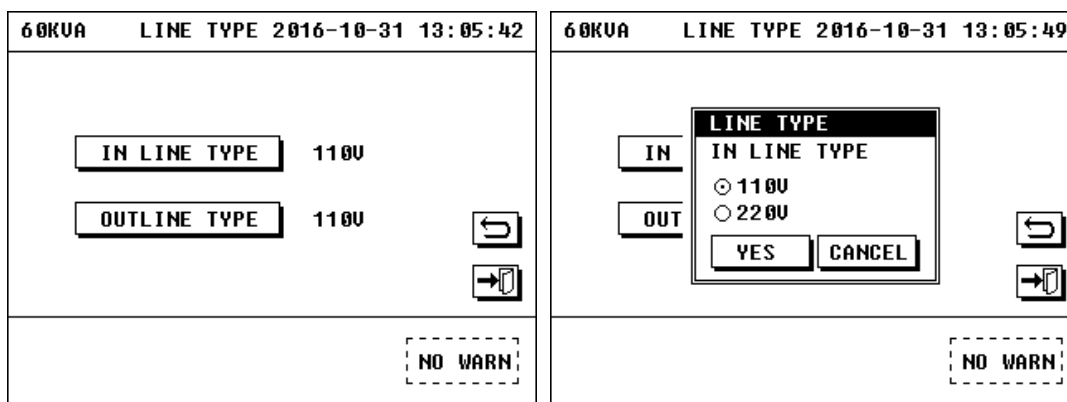 60KVA LINE TYPE 2016-10-31 13:05:42
IN LINE TYPE 110V
OUTLINE TYPE 110V
NO WARN
60KVA LINE TYPE 2016-10-31 13:05:49
LINE TYPE
IN LINE TYPE
IN
110V
OUT
220V
YES CANCEL
NO WARN